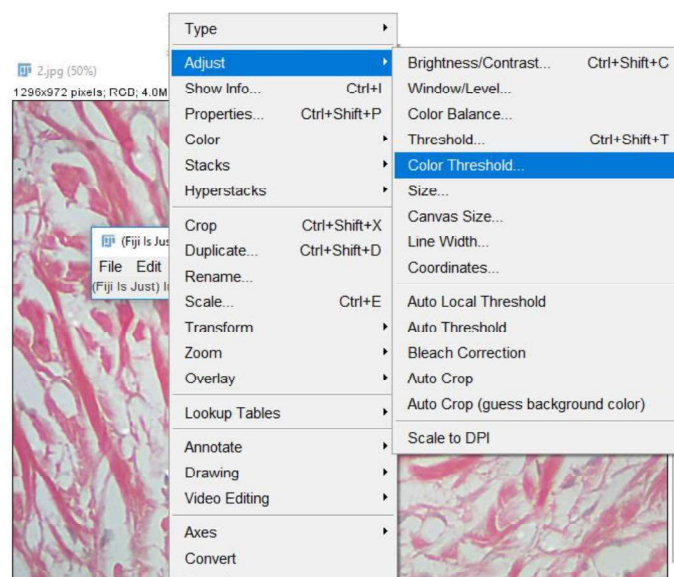 2.jpg (50%)
1296x972 pixels; RGB; 4.0M
(Fiji Is Jus
File Edit
(Fiji Is Just) I
Type
Adjust
Show Info... Ctrl+I
Properties... Ctrl+Shift+P
Color
Stacks
Hyperstacks
Crop Ctrl+Shift+X
Duplicate... Ctrl+Shift+D
Rename...
Scale... Ctrl+E
Transform
Zoom
Overlay
Lookup Tables
Annotate
Drawing
Video Editing
Axes
Convert
Brightness/Contrast... Ctrl+Shift+C
Window/Level...
Color Balance...
Threshold... Ctrl+Shift+T
Color Threshold...
Size...
Canvas Size...
Line Width...
Coordinates...
Auto Local Threshold
Auto Threshold
Bleach Correction
Auto Crop
Auto Crop (guess background color)
Scale to DPI